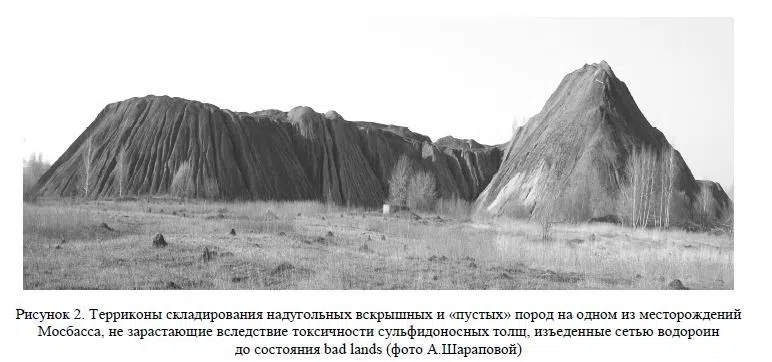 Рисунок 2. Терриконы складирования надугольных вскрышных и «пустых» пород на одном из месторождений
Мосбасса, не зарастающие вследствие токсичности сульфидоносных толщ, изъеденные сетью водороин
до состояния bad lands (фото А.Шараповой)